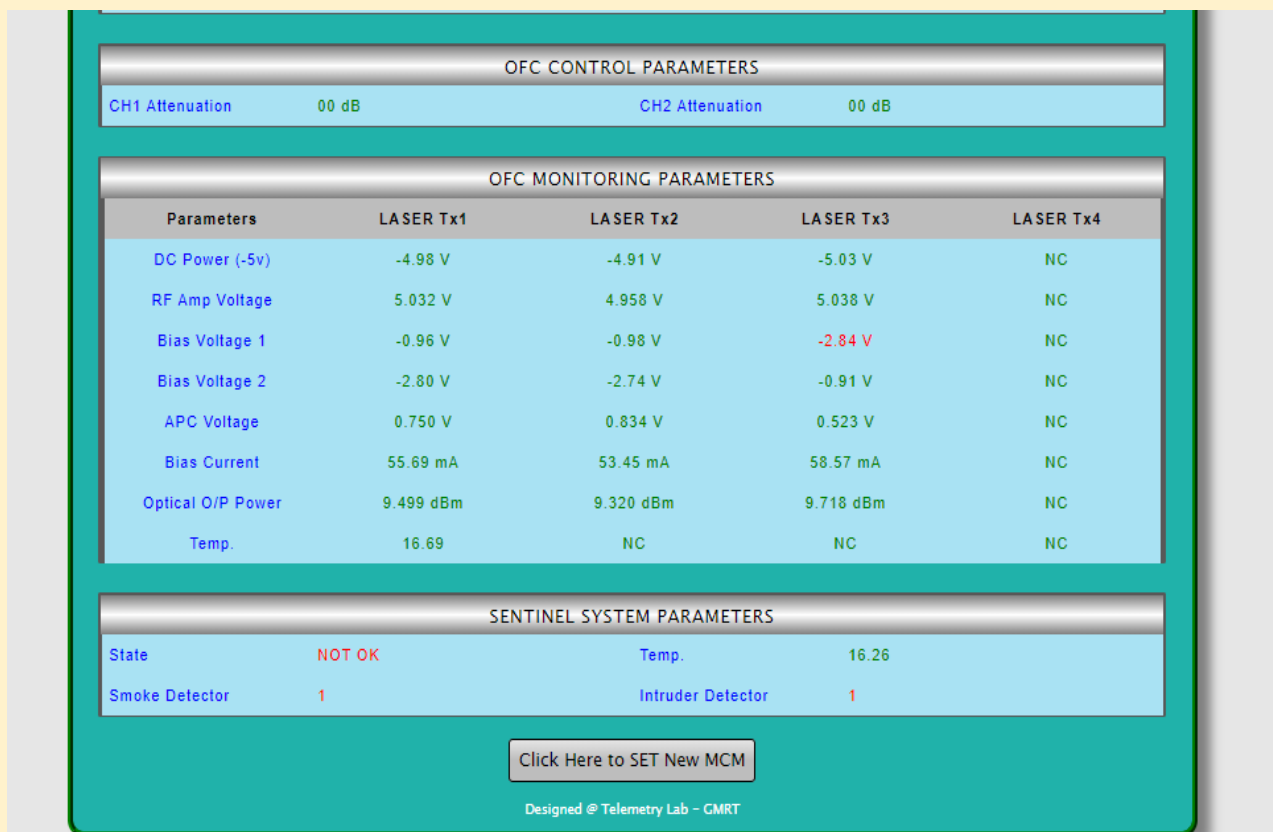 OFC CONTROL PARAMETERS
CH1 Attenuation 00 dB CH2 Attenuation 00 dB
OFC MONITORING PARAMETERS
Parameters LASER Tx1 LASER Tx2 LASER Tx3 LASER Tx4
DC Power (-5v) -4.98 V -4.91 V -5.03 V NC
RF Amp Voltage 5.032 V 4.958 V 5.038 V NC
Bias Voltage 1 -0.96 V -0.98 V -2.84 V NC
Bias Voltage 2 -2.80 V -2.74 V -0.91 V NC
APC Voltage 0.750 V 0.834 V 0.523 V NC
Bias Current 55.69 mA 53.45 mA 58.57 mA NC
Optical O/P Power 9.499 dBm 9.320 dBm 9.718 dBm NC
Temp. 16.69 NC NC NC
SENTINEL SYSTEM PARAMETERS
State NOT OK Temp. 16.26
Smoke Detector 1 Intruder Detector 1
Click Here to SET New MCM
Designed @ Telemetry Lab - GMRT